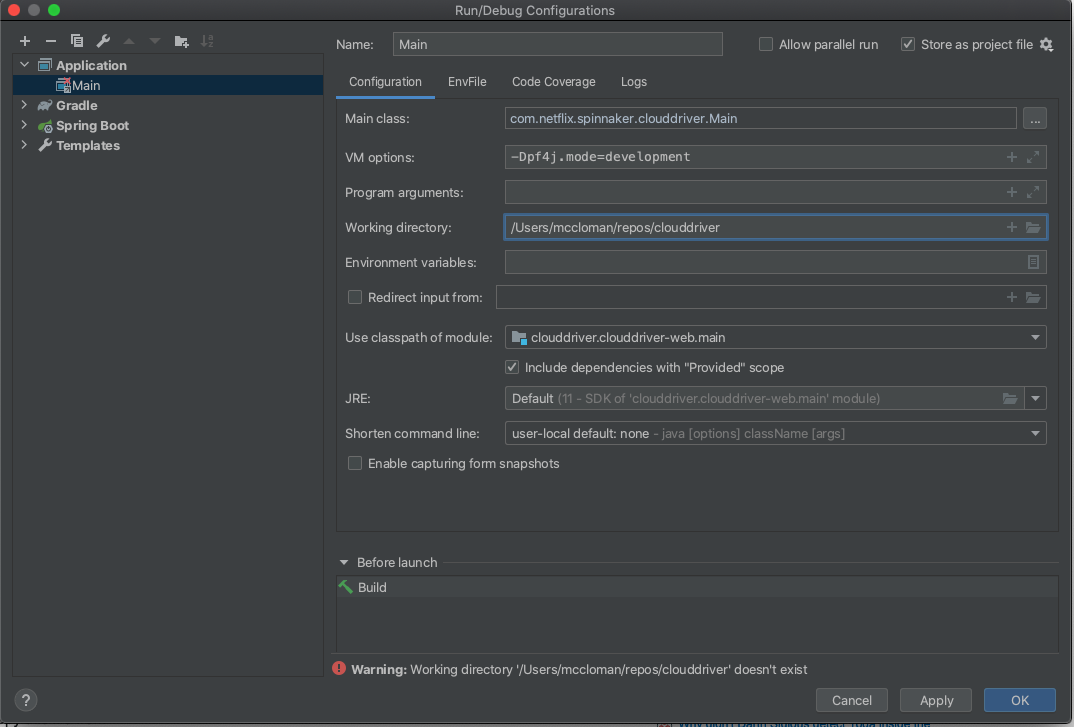 Run/Debug Configurations
Name: Main Allow parallel run Store as project file
Application
Main
Gradle
Spring Boot
Templates
Configuration EnvFile Code Coverage Logs
Main class: com.netflix.spinnaker.clouddriver.Main ...
VM options: -Dpf4j.mode=development
Program arguments:
Working directory: /Users/mccloman/repos/clouddriver
Environment variables:
Redirect input from:
Use classpath of module: clouddriver.clouddriver-web.main
Include dependencies with "Provided" scope
JRE: Default (11 - SDK of 'clouddriver.clouddriver-web.main' module)
Shorten command line: user-local default: none - java [options] className [args]
Enable capturing form snapshots
Before launch
Build
Warning: Working directory '/Users/mccloman/repos/clouddriver' doesn't exist
? Cancel Apply OK